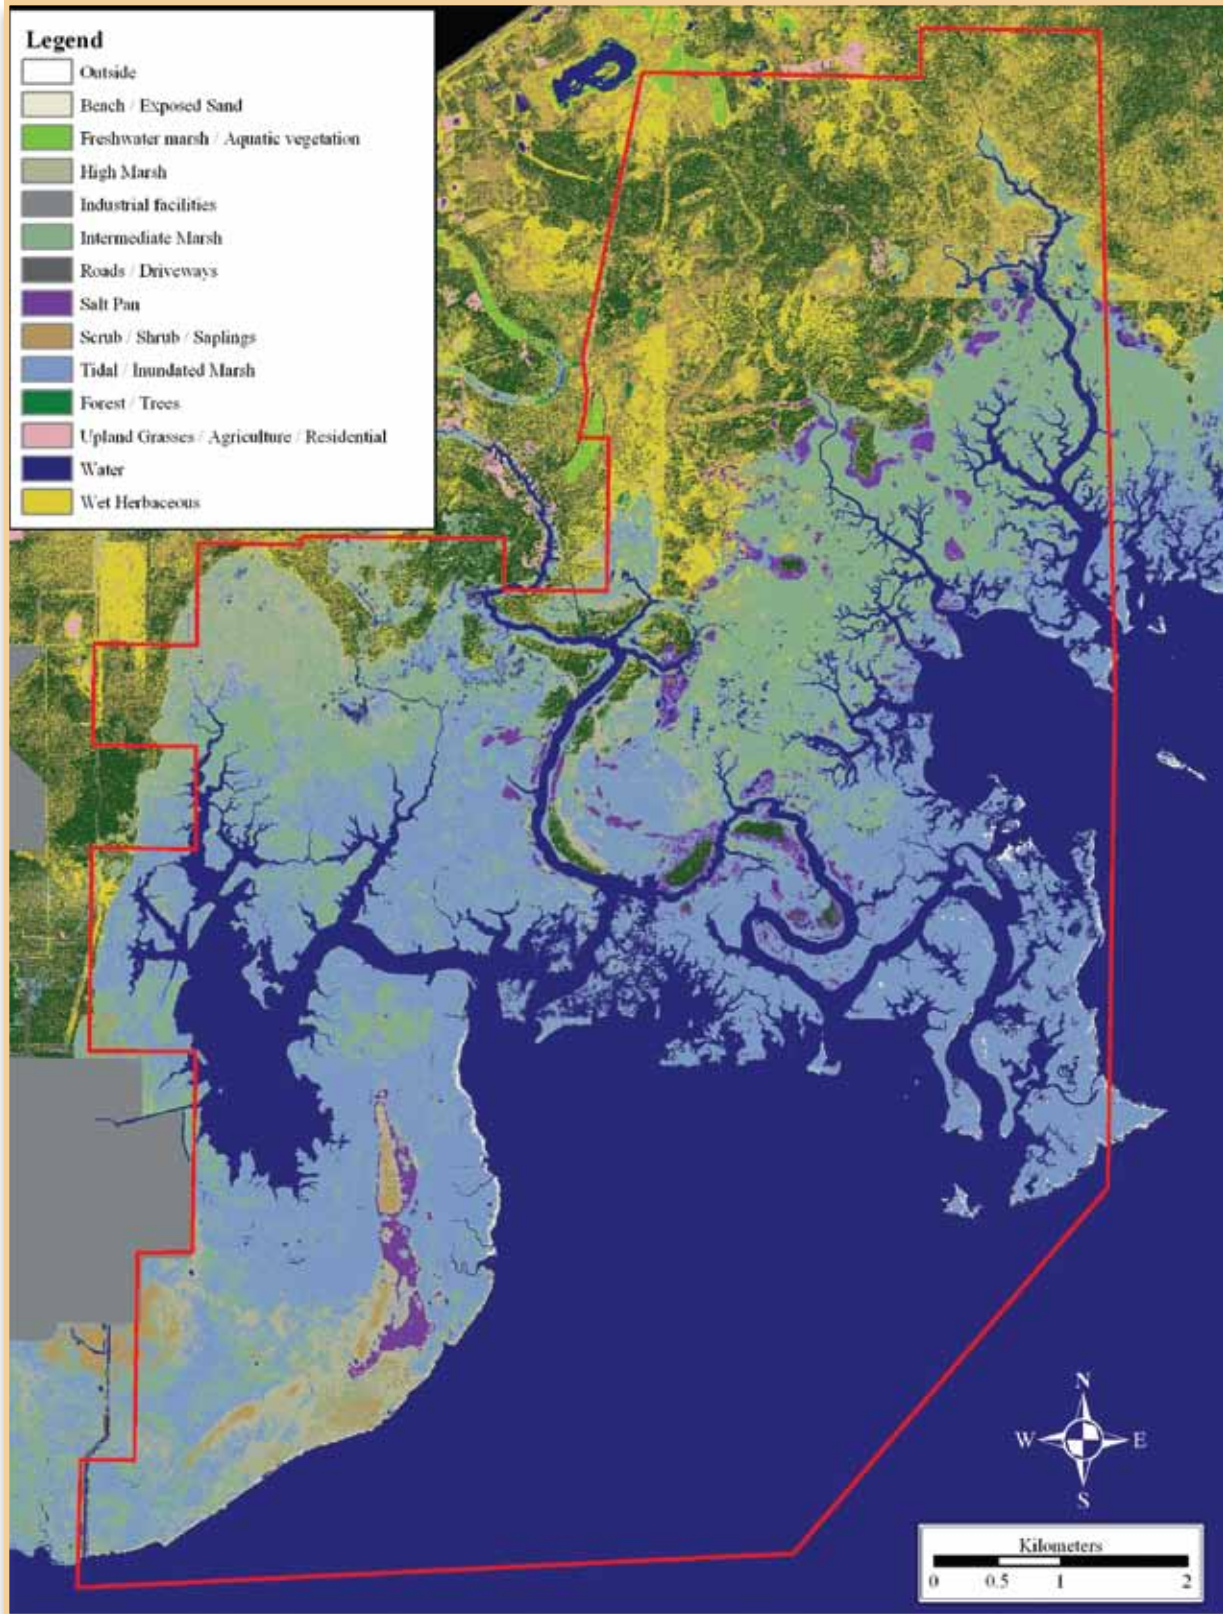 Legend
Outside
Beach / Exposed Sand
Freshwater marsh / Aquatic vegetation
High Marsh
Industrial facilities
Intermediate Marsh
Roads / Driveways
Salt Pan
Scrub / Shrub / Saplings
Tidal / Inundated Marsh
Forest / Trees
Upland Grasses / Agriculture / Residential
Water
Wet Herbaceous
N
W E
S
Kilometers
0 0.5 1 2